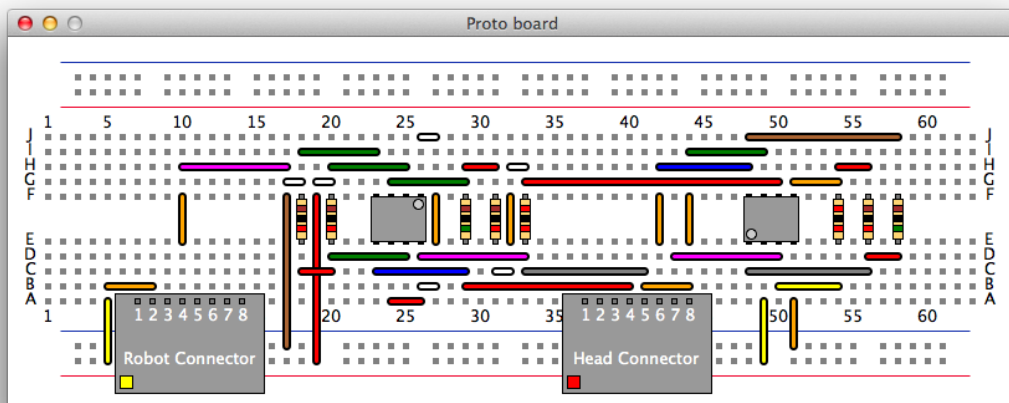 Proto board
1 5 10 15 20 25 30 35 40 45 50 55 60
J J
I I
H H
G G
F F
E E
D D
C C
B B
A A
1 2 3 4 5 6 7 8 1 2 3 4 5 6 7 8
1 20 25 30 35 50 55 60
Robot Connector Head Connector